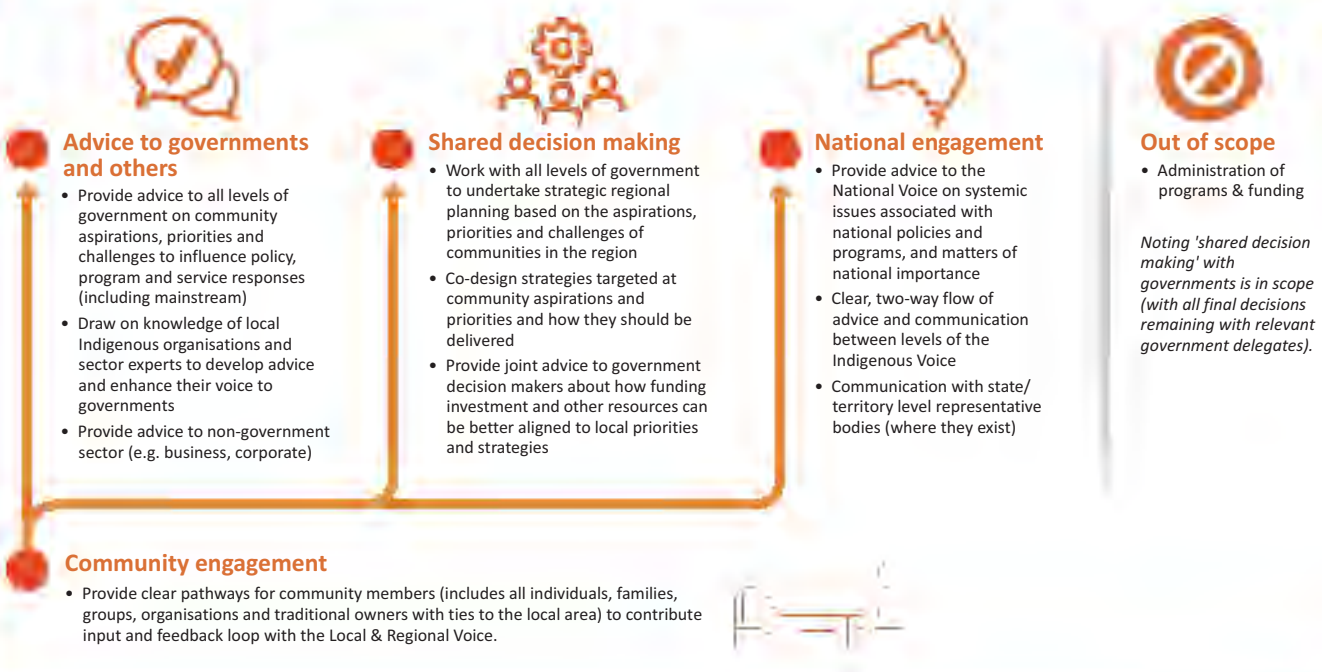 Advice to governments
and others
• Provide advice to all levels of
government on community
aspirations, priorities and
challenges to influence policy,
program and service responses
(including mainstream)
• Draw on knowledge of local
Indigenous organisations and
sector experts to develop advice
and enhance their voice to
governments
• Provide advice to non-government
sector (e.g. business, corporate)
Shared decision making
• Work with all levels of government
to undertake strategic regional
planning based on the aspirations,
priorities and challenges of
communities in the region
• Co-design strategies targeted at
community aspirations and
priorities and how they should be
delivered
• Provide joint advice to government
decision makers about how funding
investment and other resources can
be better aligned to local priorities
and strategies
National engagement
• Provide advice to the
National Voice on systemic
issues associated with
national policies and
programs, and matters of
national importance
• Clear, two-way flow of
advice and communication
between levels of the
Indigenous Voice
• Communication with state/
territory level representative
bodies (where they exist)
Out of scope
• Administration of
programs & funding
Noting 'shared decision
making' with
governments is in scope
(with all final decisions
remaining with relevant
government delegates).
Community engagement
• Provide clear pathways for community members (includes all individuals, families,
groups, organisations and traditional owners with ties to the local area) to contribute
input and feedback loop with the Local & Regional Voice.